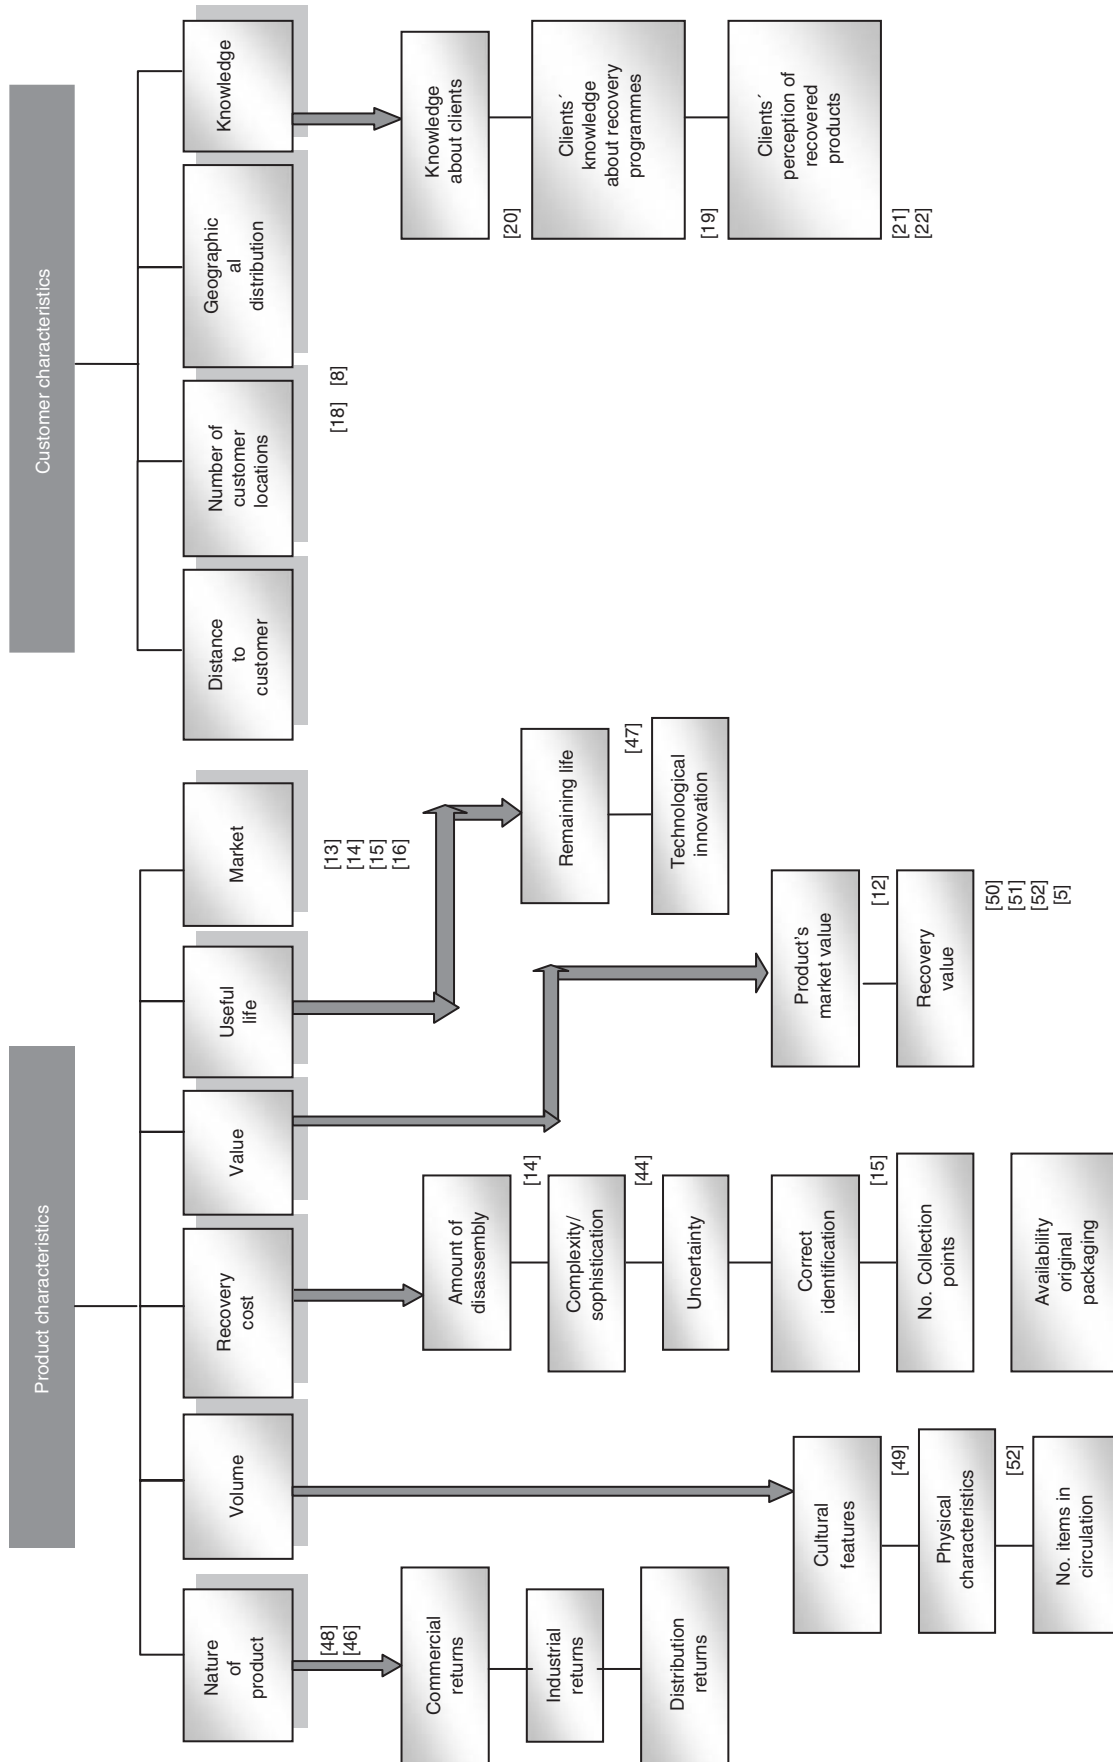 Product characteristics
Nature
of
product
Volume
Recovery
cost
Value
Useful
life
Market
[48]
[46]
[13]
[14]
[15]
[16]
Commercial
returns
Industrial
returns
Distribution
returns
Cultural
features
[49]
Physical
characteristics
[52]
No. items in
circulation
Amount of
disassembly
[14]
Complexity/
sophistication
[44]
Uncertainty
Correct
identification
[15]
No. Collection
points
Availability
original
packaging
Product's
market value
[12]
Recovery
value
[50]
[51]
[52]
[5]
Remaining life
[47]
Technological
innovation
Customer characteristics
Distance
to
customer
Number of
customer
locations
Geographic
al
distribution
Knowledge
[18] [8]
Knowledge
about clients
[20]
Clients´
knowledge
about recovery
programmes
[19]
Clients´
perception of
recovered
products
[21]
[22]